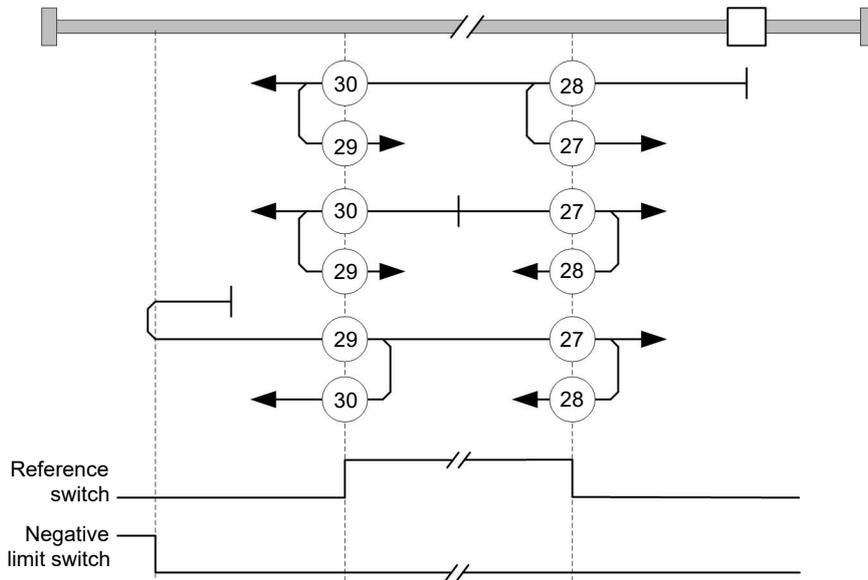 30 28
29 27
30 27
29 28
29 27
30 28
Reference
switch
Negative
limit switch